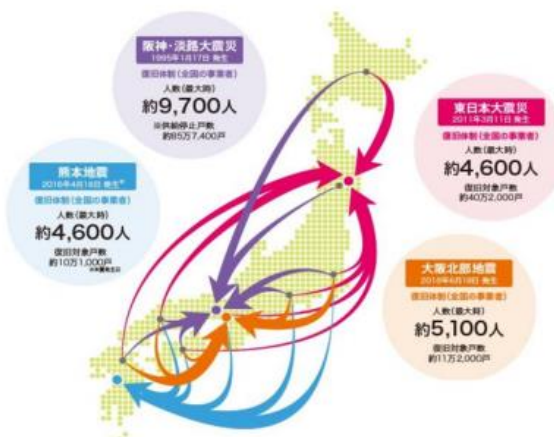 阪神・淡路大震災
1995年1月17日 発生
復旧体制(全国の事業者)
人数(最大時)
約9,700人
※供給停止戸数
約85万7,400戸
東日本大震災
2011年3月11日 発生
復旧体制(全国の事業者)
人数(最大時)
約4,600人
復旧対象戸数
約40万2,000戸
熊本地震
2016年4月16日 発生※
復旧体制(全国の事業者)
人数(最大時)
約4,600人
復旧対象戸数
約10万1,000戸
※本震発生日
大阪北部地震
2018年6月18日 発生
復旧体制(全国の事業者)
人数(最大時)
約5,100人
復旧対象戸数
約11万2,000戸